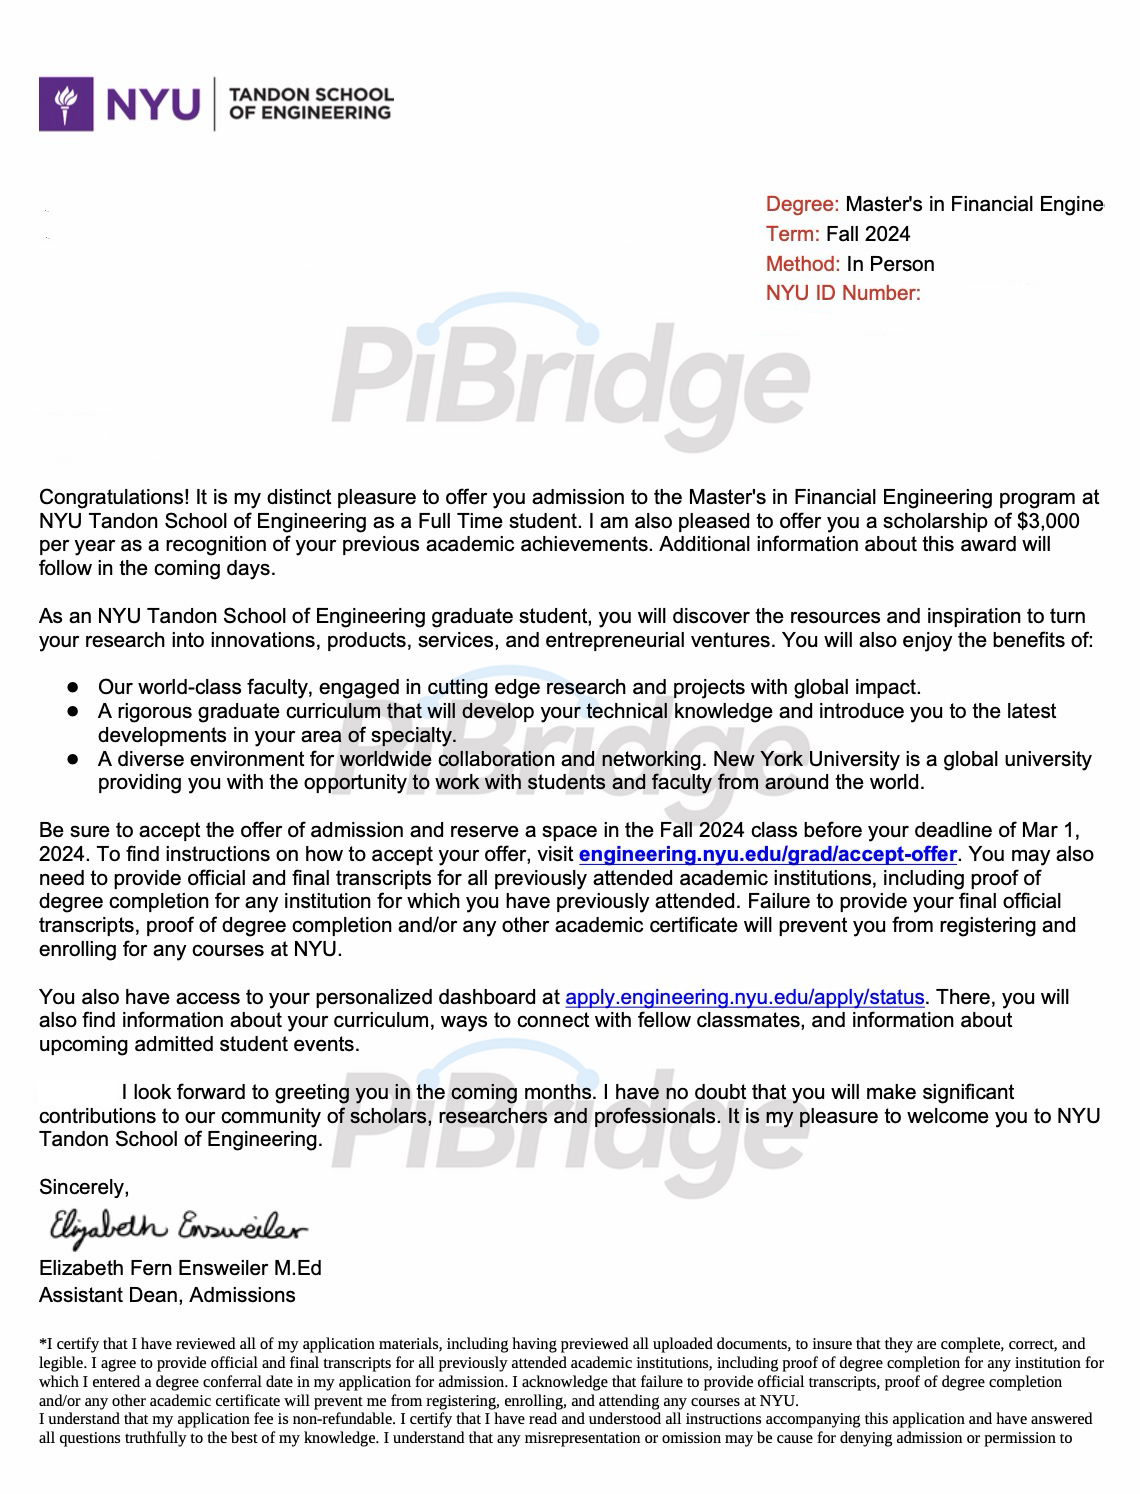 NYU TANDON SCHOOL
OF ENGINEERING
Degree: Master's in Financial Engine
Term: Fall 2024
Method: In Person
NYU ID Number:
PiBridge
Congratulations! It is my distinct pleasure to offer you admission to the Master's in Financial Engineering program at
NYU Tandon School of Engineering as a Full Time student. I am also pleased to offer you a scholarship of $3,000
per year as a recognition of your previous academic achievements. Additional information about this award will
follow in the coming days.
As an NYU Tandon School of Engineering graduate student, you will discover the resources and inspiration to turn
your research into innovations, products, services, and entrepreneurial ventures. You will also enjoy the benefits of:
● Our world-class faculty, engaged in cutting edge research and projects with global impact.
● A rigorous graduate curriculum that will develop your technical knowledge and introduce you to the latest
developments in your area of specialty.
PiBridge
● A diverse environment for worldwide collaboration and networking. New York University is a global university
providing you with the opportunity to work with students and faculty from around the world.
Be sure to accept the offer of admission and reserve a space in the Fall 2024 class before your deadline of Mar 1,
2024. To find instructions on how to accept your offer, visit engineering.nyu.edu/grad/accept-offer. You may also
need to provide official and final transcripts for all previously attended academic institutions, including proof of
degree completion for any institution for which you have previously attended. Failure to provide your final official
transcripts, proof of degree completion and/or any other academic certificate will prevent you from registering and
enrolling for any courses at NYU.
You also have access to your personalized dashboard at apply.engineering.nyu.edu/apply/status. There, you will
also find information about your curriculum, ways to connect with fellow classmates, and information about
upcoming admitted student events.
I look forward to greeting you in the coming months. I have no doubt that you will make significant
contributions to our community of scholars, researchers and professionals. It is my pleasure to welcome you to NYU
Tandon School of Engineering.
PiBridge
Sincerely,
Elizabeth Ensweiler
Elizabeth Fern Ensweiler M.Ed
Assistant Dean, Admissions
*I certify that I have reviewed all of my application materials, including having previewed all uploaded documents, to insure that they are complete, correct, and
legible. I agree to provide official and final transcripts for all previously attended academic institutions, including proof of degree completion for any institution for
which I entered a degree conferral date in my application for admission. I acknowledge that failure to provide official transcripts, proof of degree completion
and/or any other academic certificate will prevent me from registering, enrolling, and attending any courses at NYU.
I understand that my application fee is non-refundable. I certify that I have read and understood all instructions accompanying this application and have answered
all questions truthfully to the best of my knowledge. I understand that any misrepresentation or omission may be cause for denying admission or permission to